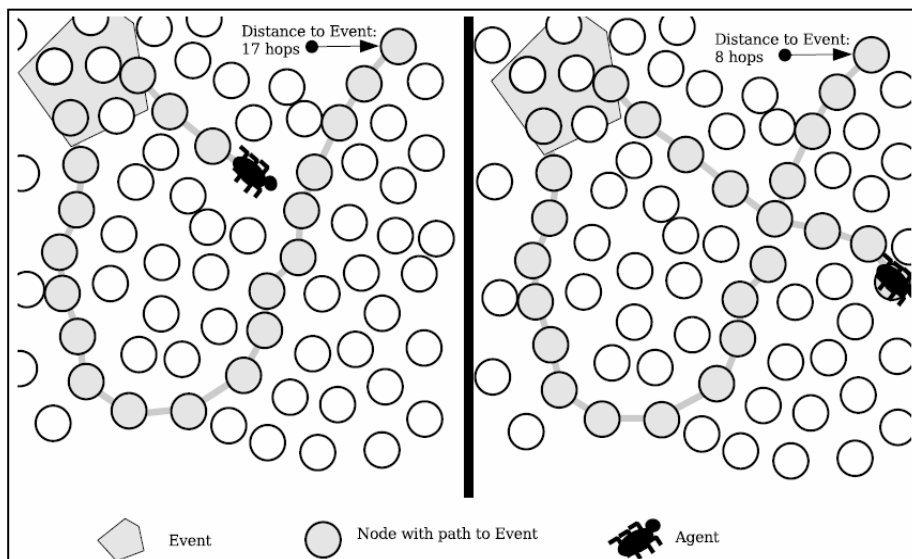 Distance to Event:
17 hops
Distance to Event:
8 hops
Event
Node with path to Event
Agent